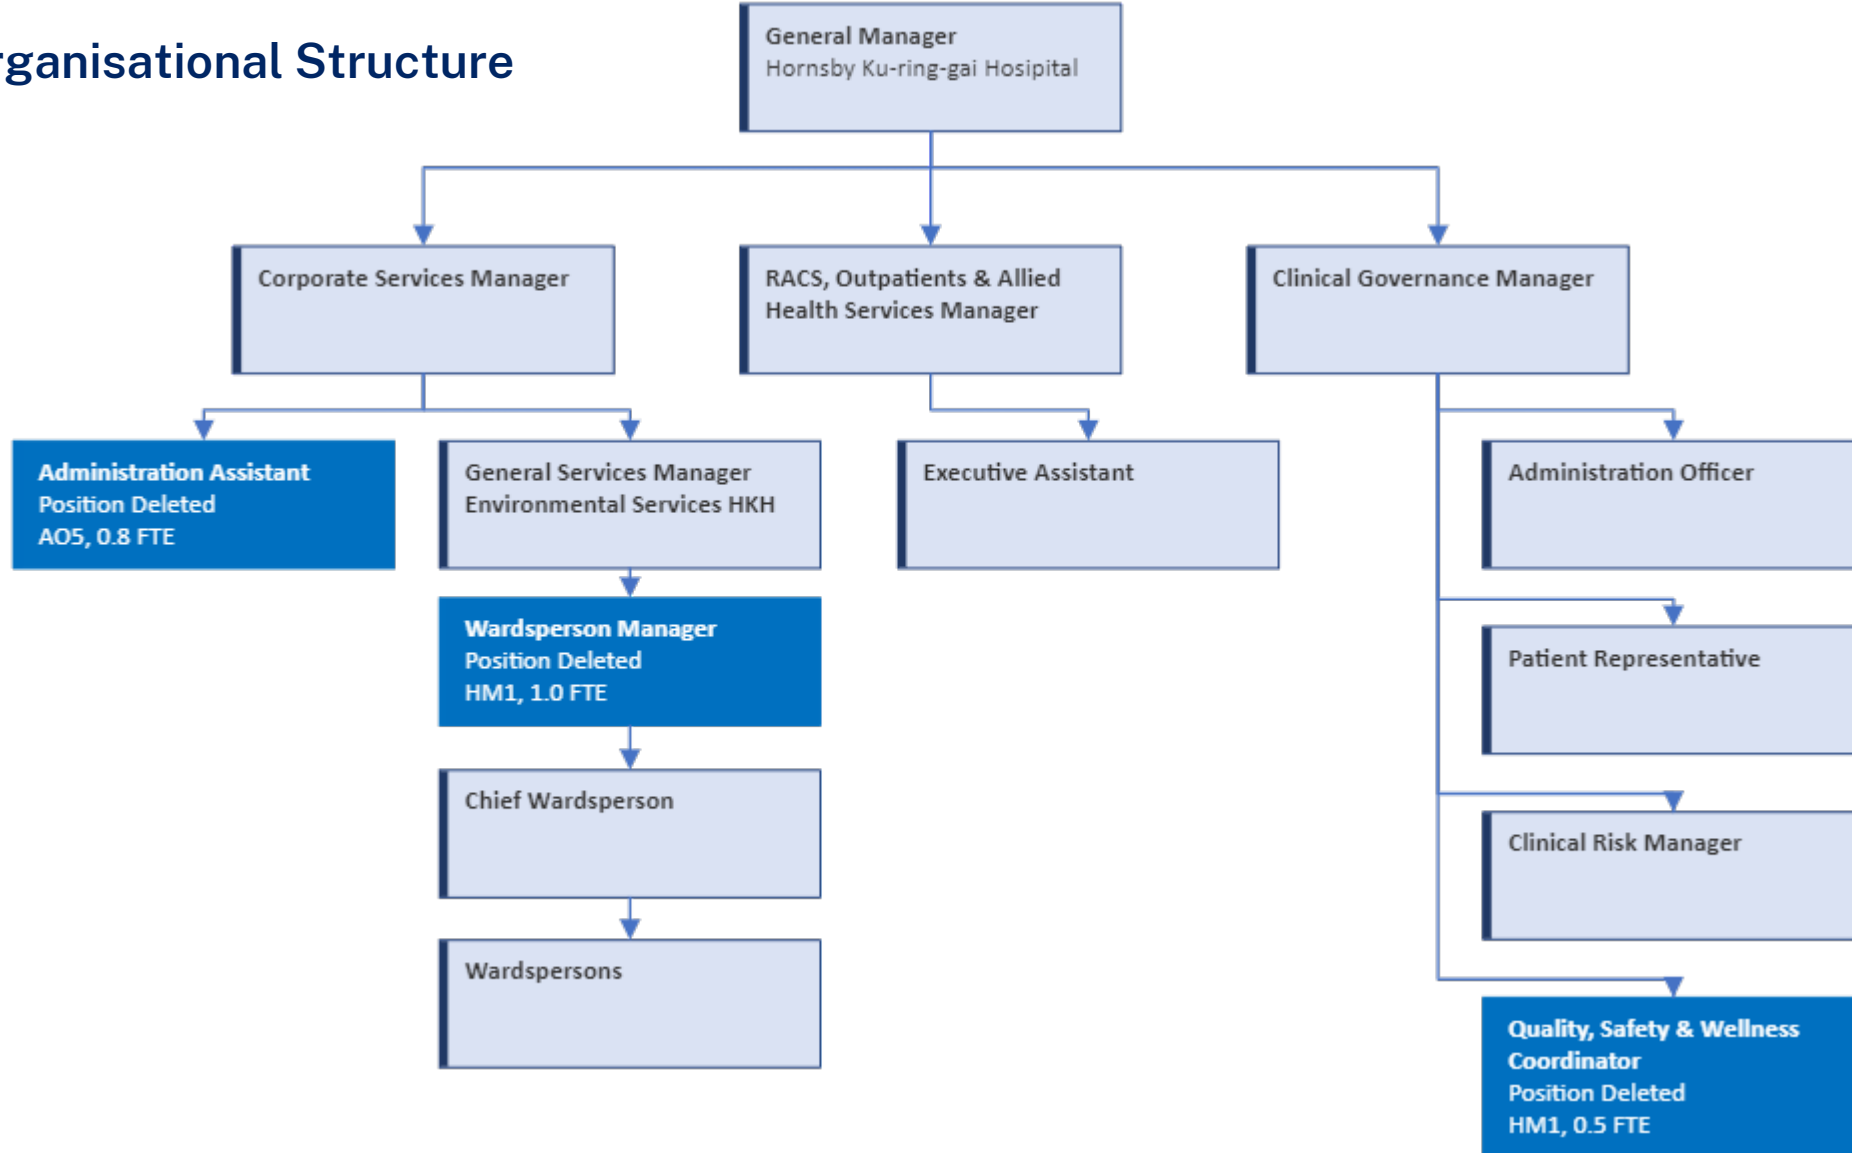 rganisational Structure
General Manager
Hornsby Ku-ring-gai Hosipital
Corporate Services Manager
RACS, Outpatients & Allied
Health Services Manager
Clinical Governance Manager
Administration Assistant
Position Deleted
AO5, 0.8 FTE
General Services Manager
Environmental Services HKH
Executive Assistant
Administration Officer
Wardsperson Manager
Position Deleted
HM1, 1.0 FTE
Patient Representative
Chief Wardsperson
Clinical Risk Manager
Wardspersons
Quality, Safety & Wellness
Coordinator
Position Deleted
HM1, 0.5 FTE